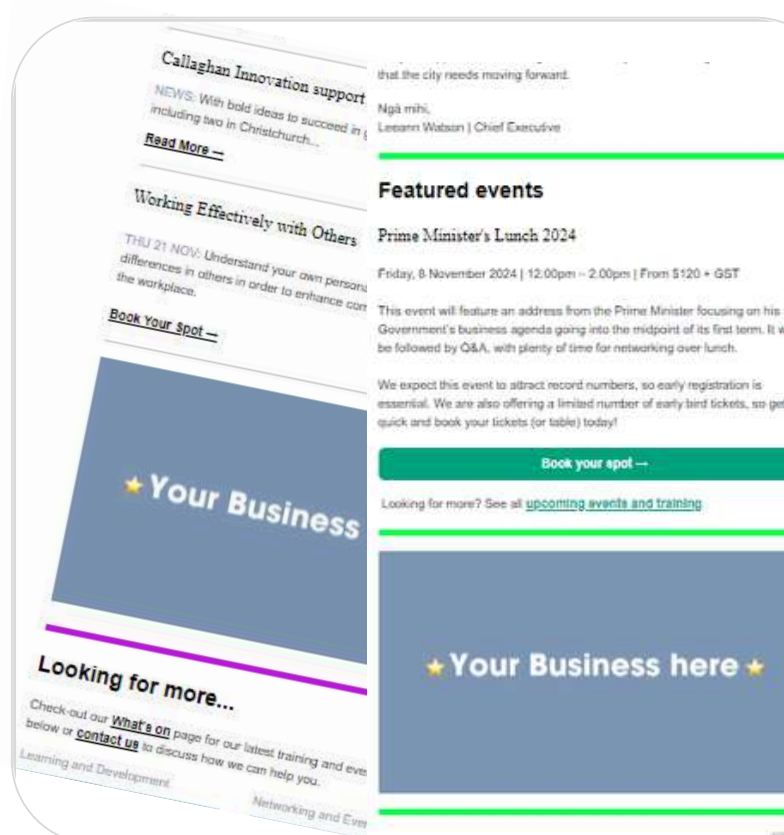 Callaghan Innovation support
NEWS: With bold ideas to succeed in
including two in Christchurch...
Read More —
Working Effectively with Others
THU 21 NOV: Understand your own persona
differences in others in order to enhance com
the workplace.
Book Your Spot —
Your Business
Looking for more...
Check-out our What's on page for our latest training and eve
below or contact us to discuss how we can help you.
Learning and Development
Networking and Eve
that the city needs moving forward.
Ngā mihi,
Leeann Watson | Chief Executive
Featured events
Prime Minister's Lunch 2024
Friday, 8 November 2024 | 12:00pm – 2:00pm | From $120 + GST
This event will feature an address from the Prime Minister focusing on his
Government's business agenda going into the midpoint of its first term. It w
be followed by Q&A, with plenty of time for networking over lunch.
We expect this event to attract record numbers, so early registration is
essential. We are also offering a limited number of early bird tickets, so get
quick and book your tickets (or table) today!
Book your spot →
Looking for more? See all upcoming events and training
Your Business here